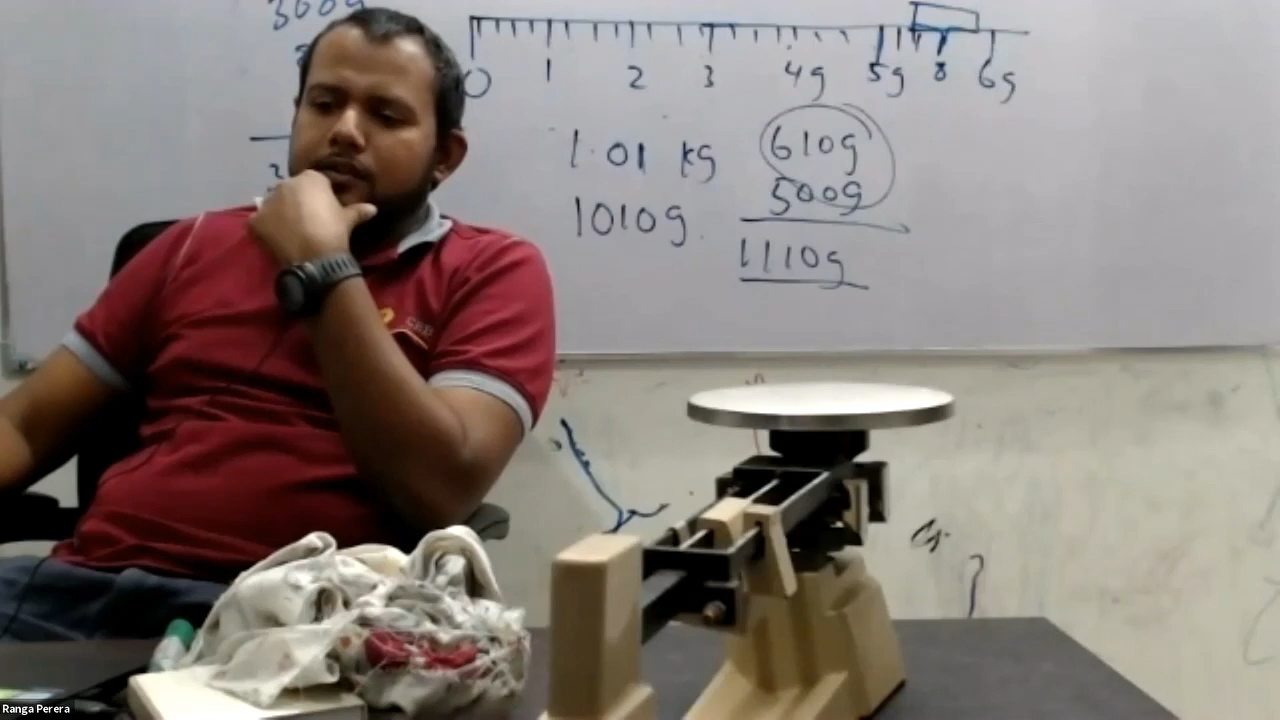 300g
0 1 2 3 4g 5g 8 6g
1.01 kg
1010g.
610g
500g
1110g
Ranga Perera